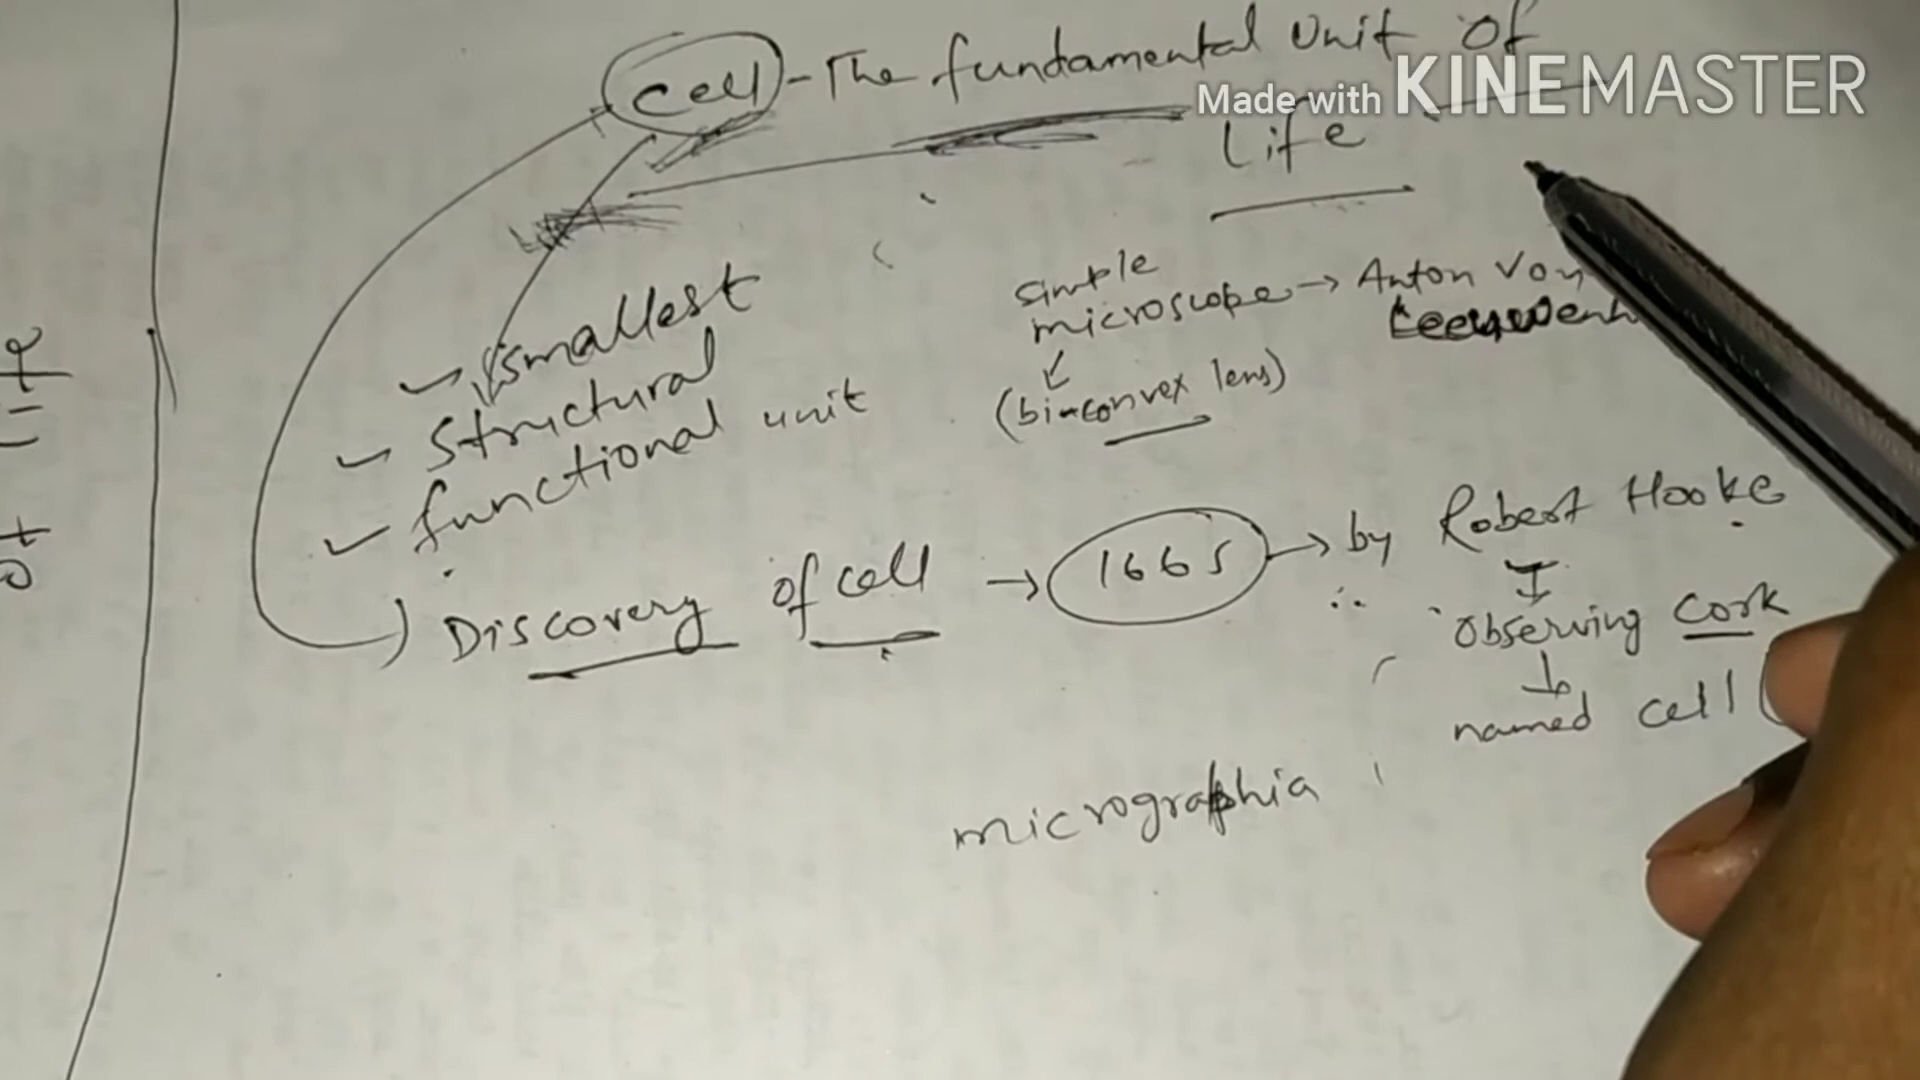 Cell - The fundamental Unit Of
Life
Made with KINEMASTER
smallest
structural
functional unit
simple
microscope → Anton Von
(bi-convex lens)
Discovery of cell → 1665 → by Robert Hooke
Observing Cork
named cell (
micrographia